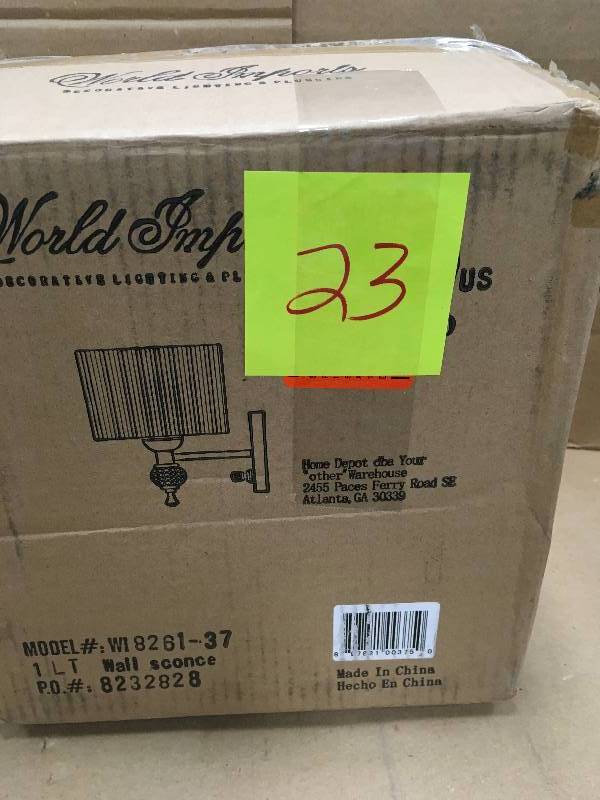 World Imports
DECORATIVE LIGHTING & PLUMBING
World Imp
DECORATIVE LIGHTING & PL
23
US
Home Depot dba Your
"other" Warehouse
2455 Paces Ferry Road SE
Atlanta, GA 30339
MODEL#: WI8261-37
1 LT Wall sconce
P.O.#: 8232828
Made In China
Hecho En China